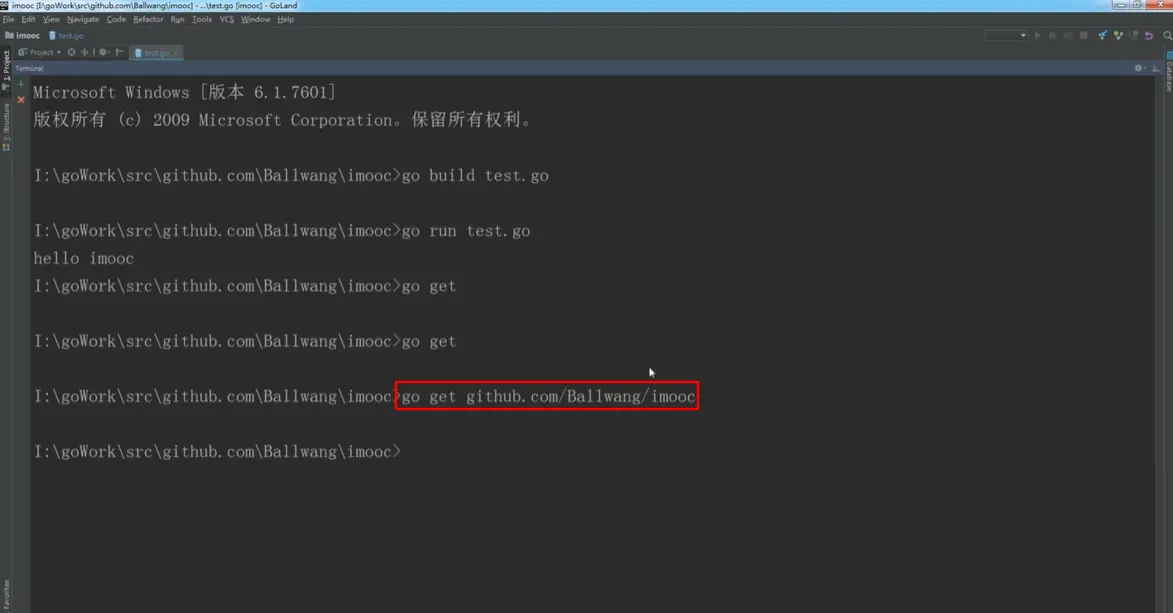 imooc [I:\goWork\src\github.com\Ballwang\imooc] - ...\test.go [imooc] - GoLand
File Edit View Navigate Code Refactor Run Tools VCS Window Help
imooc test.go
Project test.go
Terminal
1: Project
2: Structure
Favorites
Database
Microsoft Windows [版本 6.1.7601]
版权所有 (c) 2009 Microsoft Corporation。保留所有权利。
I:\goWork\src\github.com\Ballwang\imooc>go build test.go
I:\goWork\src\github.com\Ballwang\imooc>go run test.go
hello imooc
I:\goWork\src\github.com\Ballwang\imooc>go get
I:\goWork\src\github.com\Ballwang\imooc>go get
I:\goWork\src\github.com\Ballwang\imooc>go get github.com/Ballwang/imooc
I:\goWork\src\github.com\Ballwang\imooc>